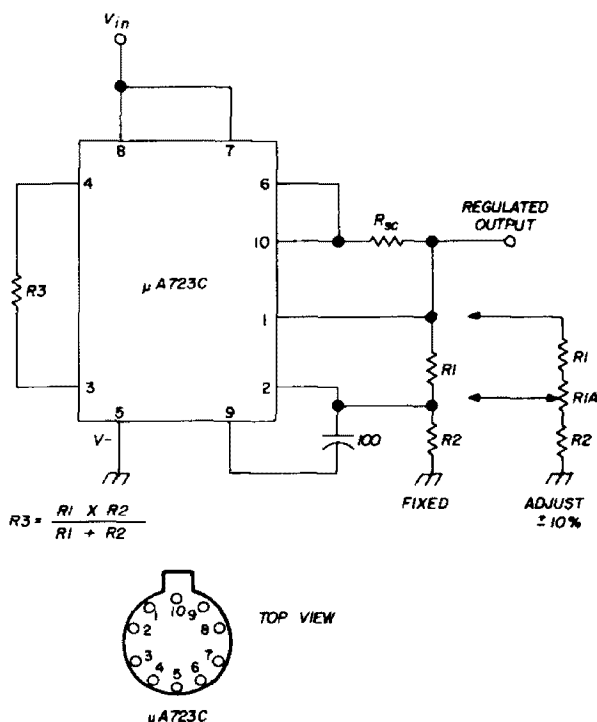 Vin
8 7
4 6
Rsc
REGULATED
OUTPUT
10
R3
μA723C
1
R1
R1
2
R1A
3
R2
R2
5 9
V-
100
FIXED
ADJUST
±10%
R3 = R1 X R2
R1 + R2
TOP VIEW
1 10 9
2 8
3 7
4 5 6
μA723C